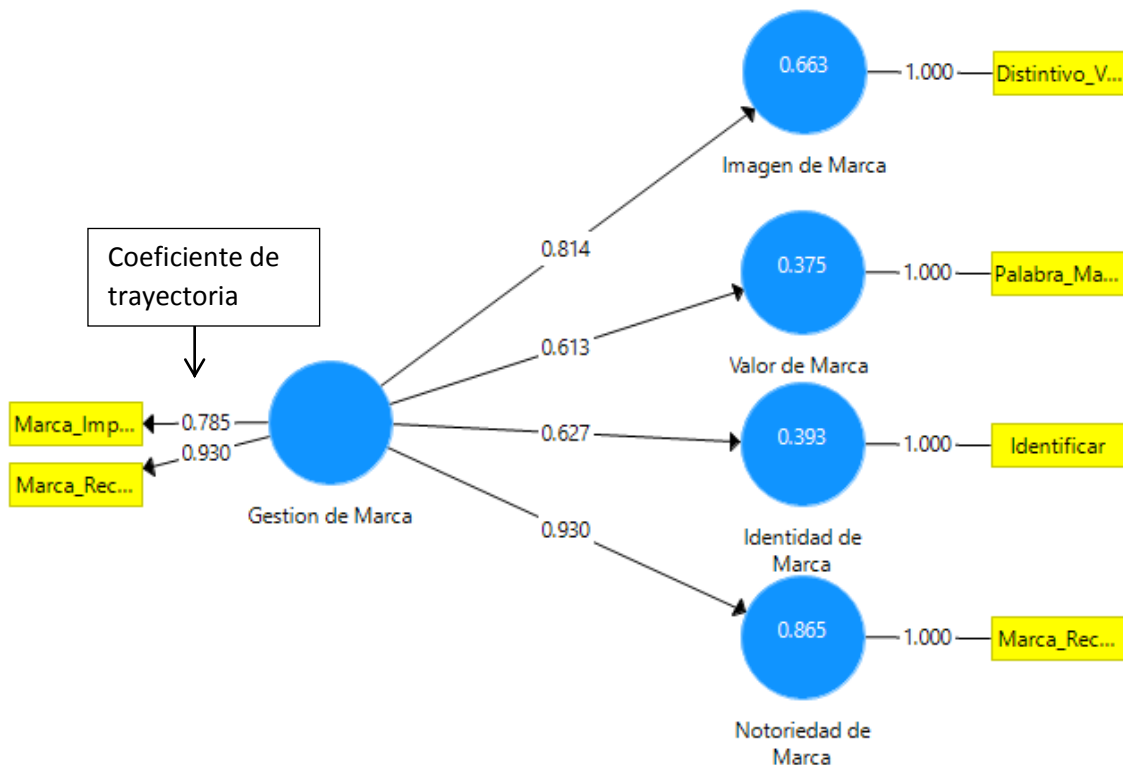 0.663
1.000
Distintivo_V...
Imagen de Marca
0.814
Coeficiente de
trayectoria
0.375
1.000
Palabra_Ma...
0.613
Valor de Marca
Marca_Imp...
0.785
0.930
Marca_Rec...
Gestion de Marca
0.627
0.393
1.000
Identificar
Identidad de
Marca
0.930
0.865
1.000
Marca_Rec...
Notoriedad de
Marca